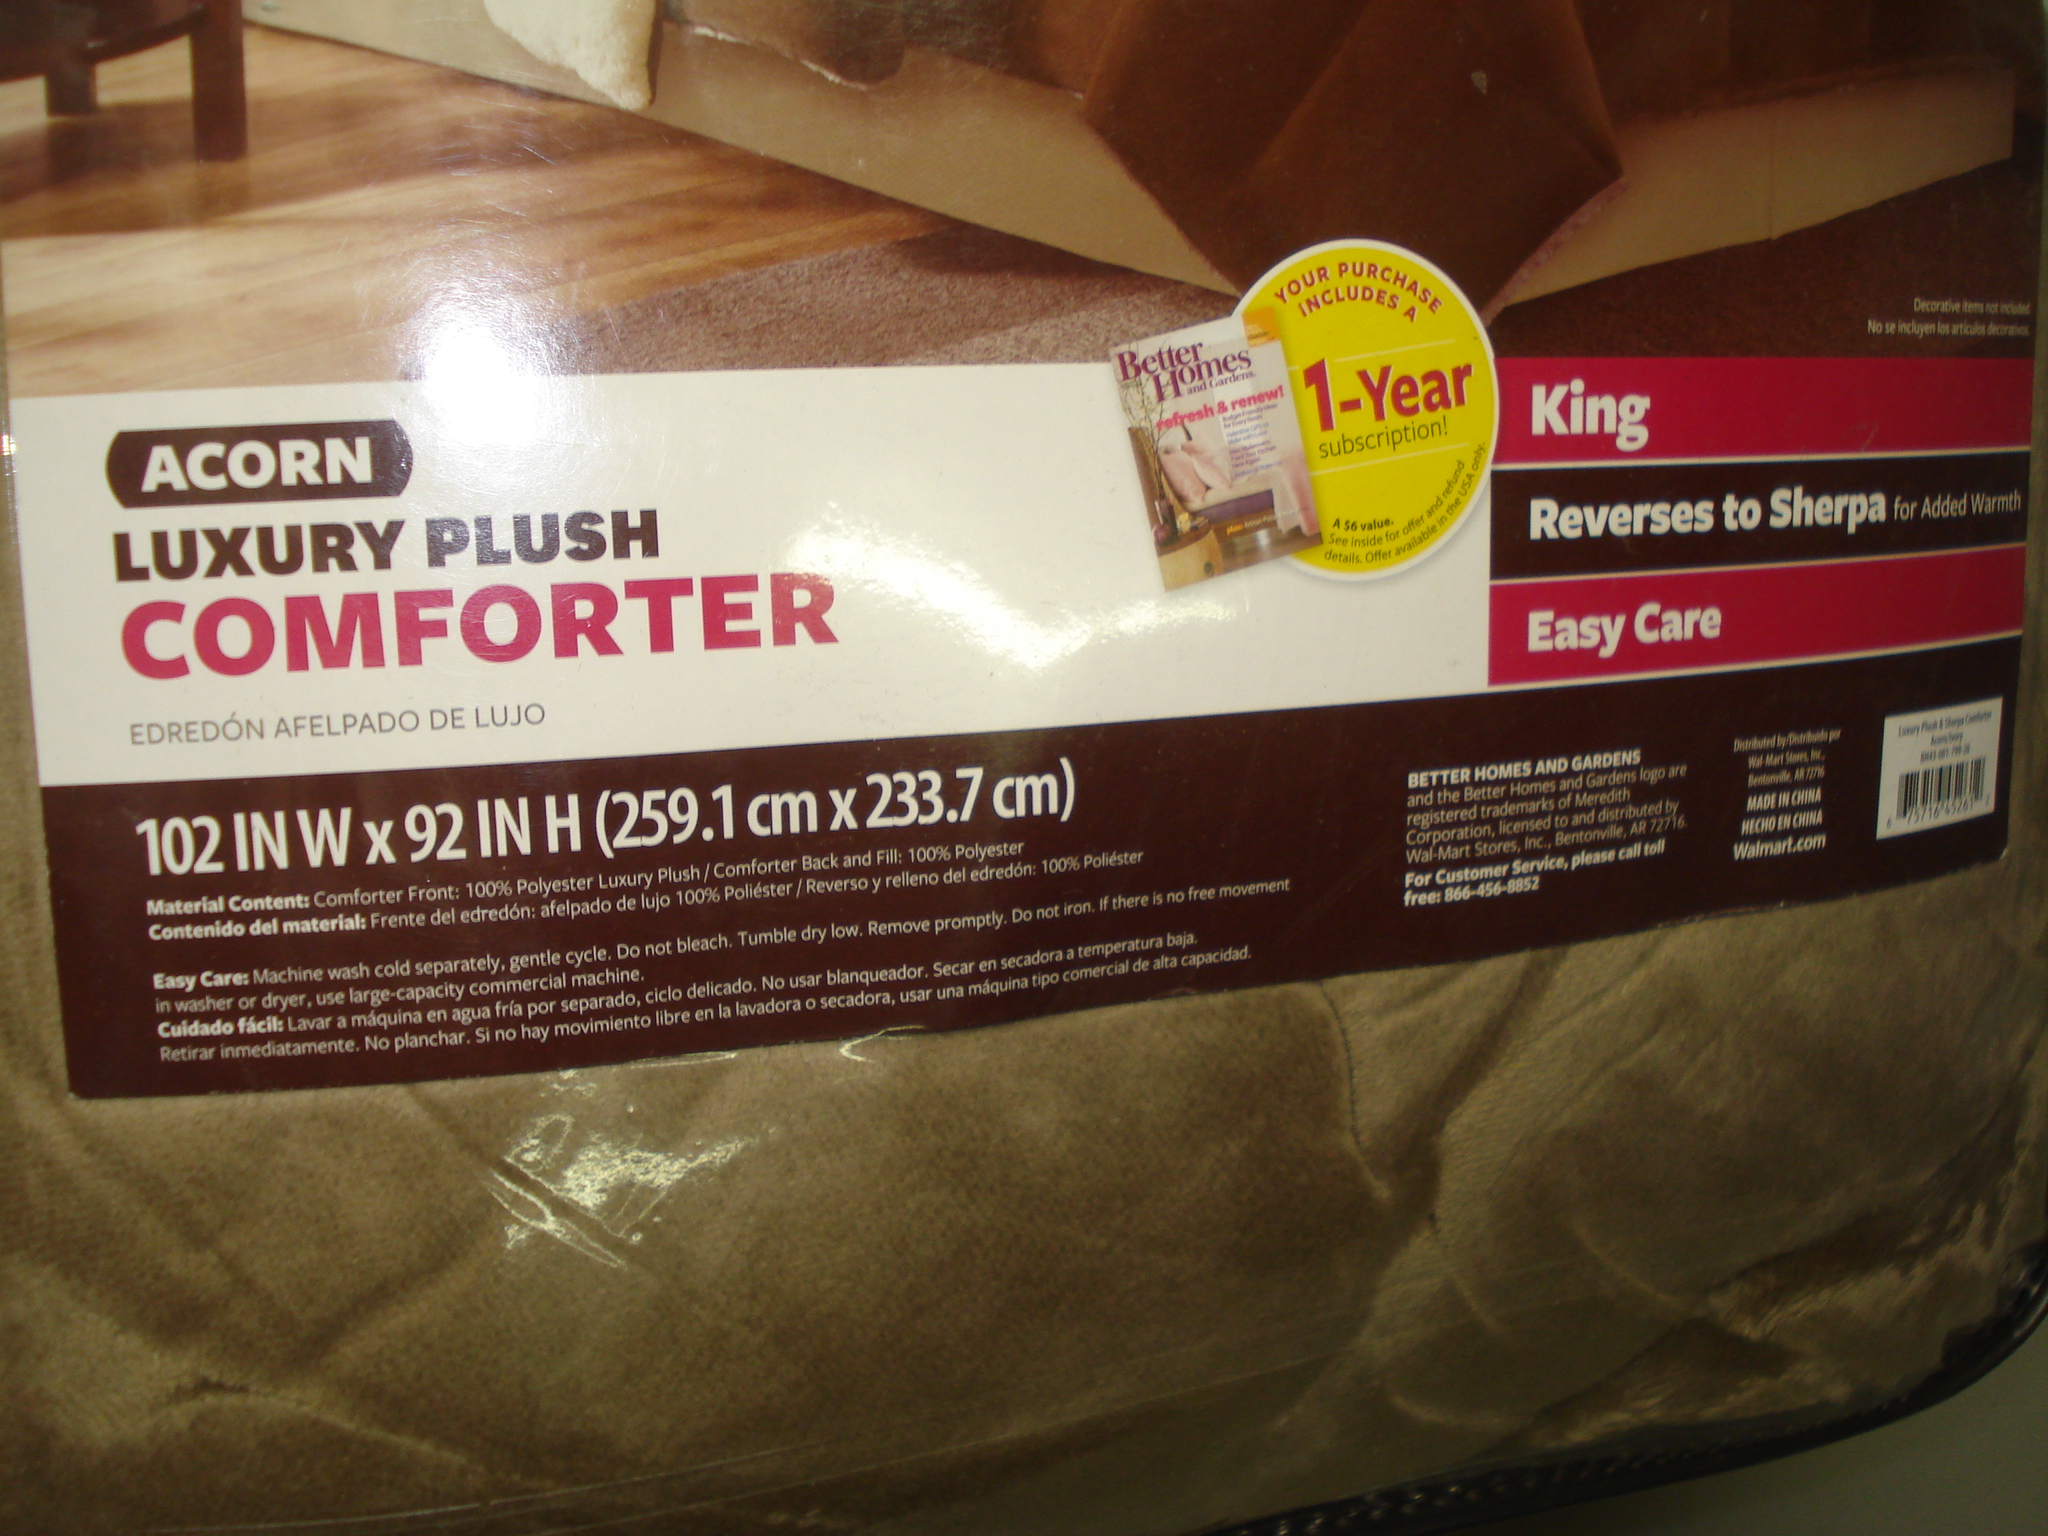 Decorative items not included.
No se incluyen los artículos decorativos.
YOUR PURCHASE
INCLUDES A
1-Year
subscription!
A $6 value.
See inside for offer and refund
details. Offer available in the USA only.
Better
Homes
and Gardens.
refresh & renew!
King
Reverses to Sherpa for Added Warmth
Easy Care
ACORN
LUXURY PLUSH
COMFORTER
EDREDÓN AFELPADO DE LUJO
102 IN W x 92 IN H (259.1 cm x 233.7 cm)
Material Content: Comforter Front: 100% Polyester Luxury Plush / Comforter Back and Fill: 100% Polyester
Contenido del material: Frente del edredón: afelpado de lujo 100% Poliéster / Reverso y relleno del edredón: 100% Poliéster
Easy Care: Machine wash cold separately, gentle cycle. Do not bleach. Tumble dry low. Remove promptly. Do not iron. If there is no free movement
in washer or dryer, use large-capacity commercial machine.
Cuidado fácil: Lavar a máquina en agua fría por separado, ciclo delicado. No usar blanqueador. Secar en secadora a temperatura baja.
Retirar inmediatamente. No planchar. Si no hay movimiento libre en la lavadora o secadora, usar una máquina tipo comercial de alta capacidad.
BETTER HOMES AND GARDENS
and the Better Homes and Gardens logo are
registered trademarks of Meredith
Corporation, licensed to and distributed by
Wal-Mart Stores, Inc., Bentonville, AR 72716.
For Customer Service, please call toll
free: 866-456-8852
Distributed by/Distribuido por
Wal-Mart Stores, Inc.,
Bentonville, AR 72716
MADE IN CHINA
HECHO EN CHINA
Walmart.com
Luxury Plush & Sherpa Comforter